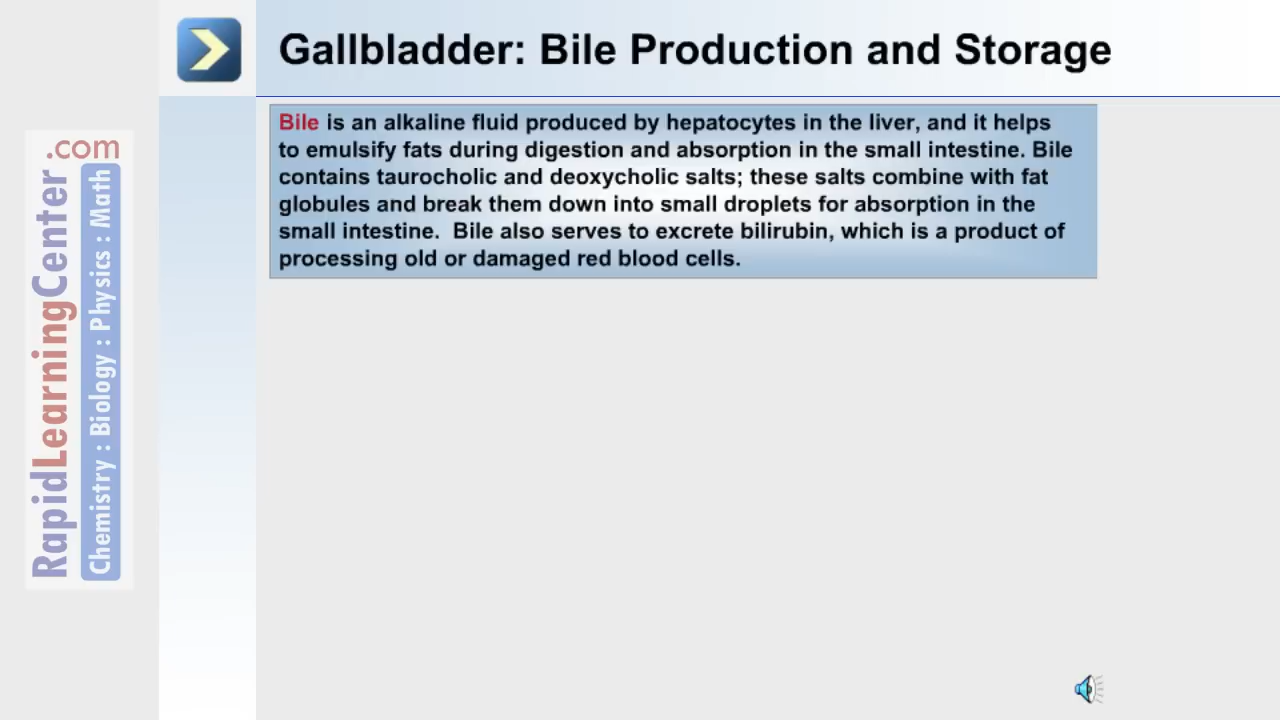 Gallbladder: Bile Production and Storage
Bile is an alkaline fluid produced by hepatocytes in the liver, and it helps
to emulsify fats during digestion and absorption in the small intestine. Bile
contains taurocholic and deoxycholic salts; these salts combine with fat
globules and break them down into small droplets for absorption in the
small intestine.  Bile also serves to excrete bilirubin, which is a product of
processing old or damaged red blood cells.
RapidLearningCenter
.com
Chemistry : Biology : Physics : Math